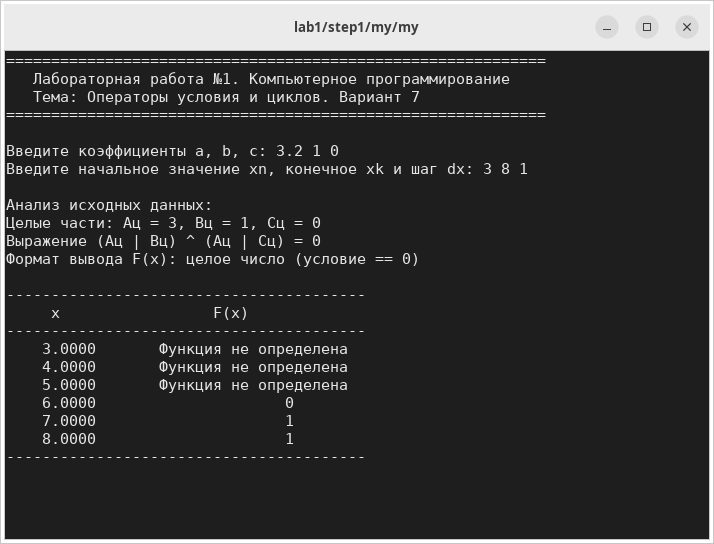 lab1/step1/my/my
============================================================
Лабораторная работа №1. Компьютерное программирование
Тема: Операторы условия и циклов. Вариант 7
============================================================
Введите коэффициенты a, b, c: 3.2 1 0
Введите начальное значение xn, конечное xk и шаг dx: 3 8 1
Анализ исходных данных:
Целые части: Ац = 3, Вц = 1, Сц = 0
Выражение (Ац | Вц) ^ (Ац | Сц) = 0
Формат вывода F(x): целое число (условие == 0)
----------------------------------------
x F(x)
----------------------------------------
3.0000 Функция не определена
4.0000 Функция не определена
5.0000 Функция не определена
6.0000 0
7.0000 1
8.0000 1
----------------------------------------